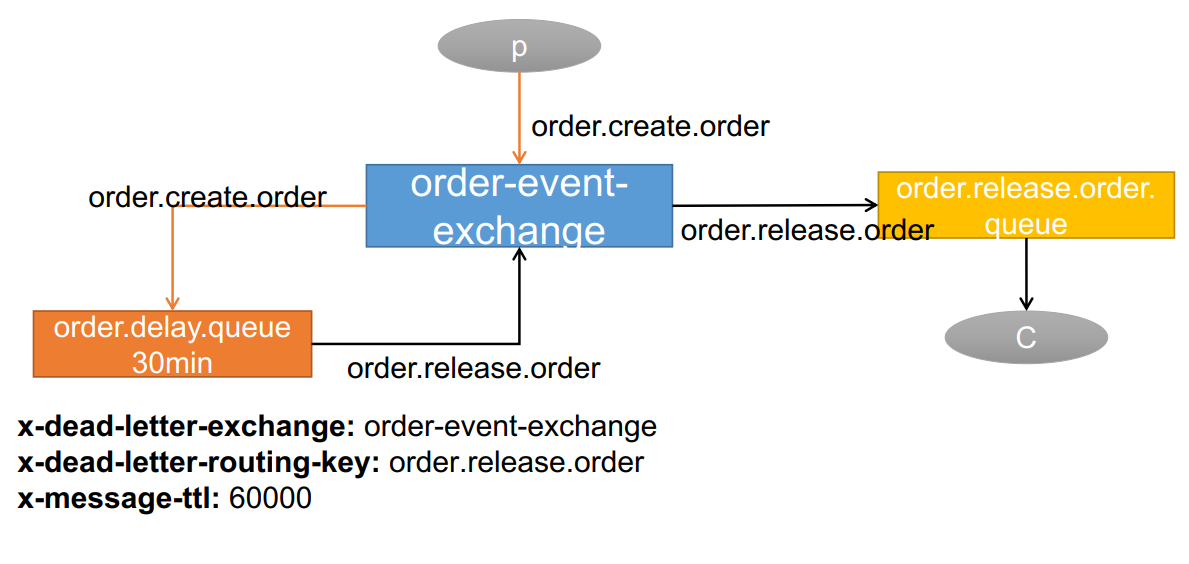 p
order.create.order
order-event-
exchange
order.create.order
order.release.order.
queue
order.release.order
order.delay.queue
30min
order.release.order
C
x-dead-letter-exchange: order-event-exchange
x-dead-letter-routing-key: order.release.order
x-message-ttl: 60000